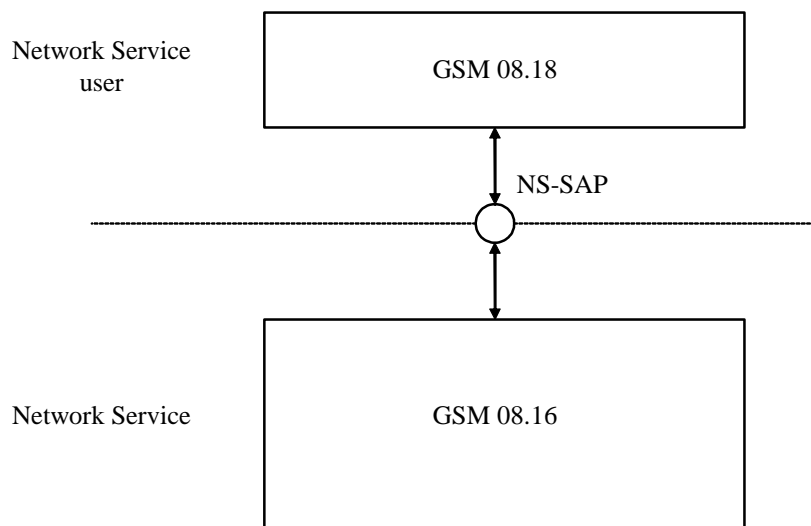 Network Service
user
GSM 08.18
NS-SAP
Network Service
GSM 08.16